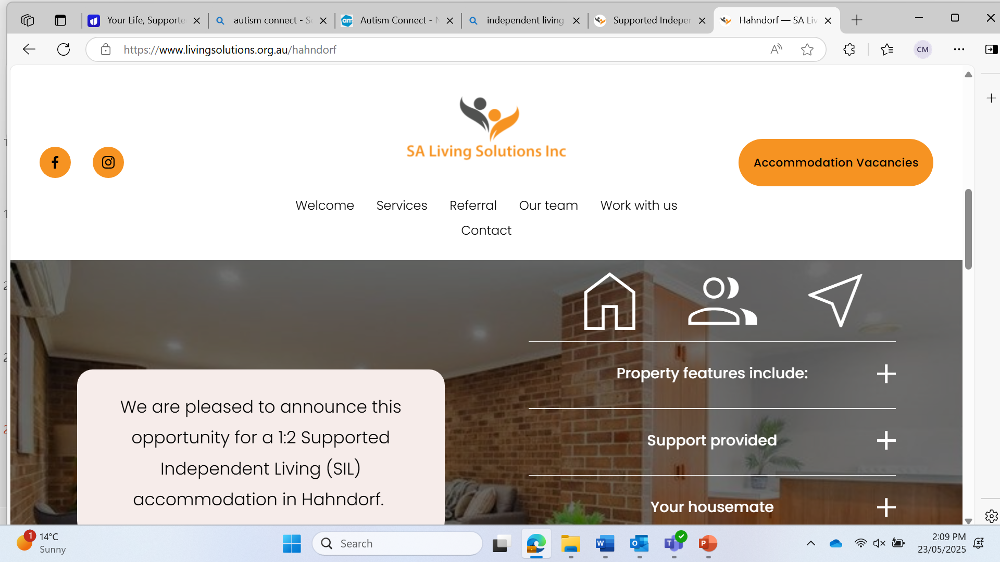 Your Life, Supporte
autism connect - Se
Autism Connect - N
independent living
Supported Indeper
Hahndorf — SA Liv
https://www.livingsolutions.org.au/hahndorf
CM
SA Living Solutions Inc
Accommodation Vacancies
Welcome Services Referral Our team Work with us
Contact
Property features include:
We are pleased to announce this
opportunity for a 1:2 Supported
Independent Living (SIL)
accommodation in Hahndorf.
Support provided
Your housemate
1
14°C
Sunny
Search
2:09 PM
23/05/2025